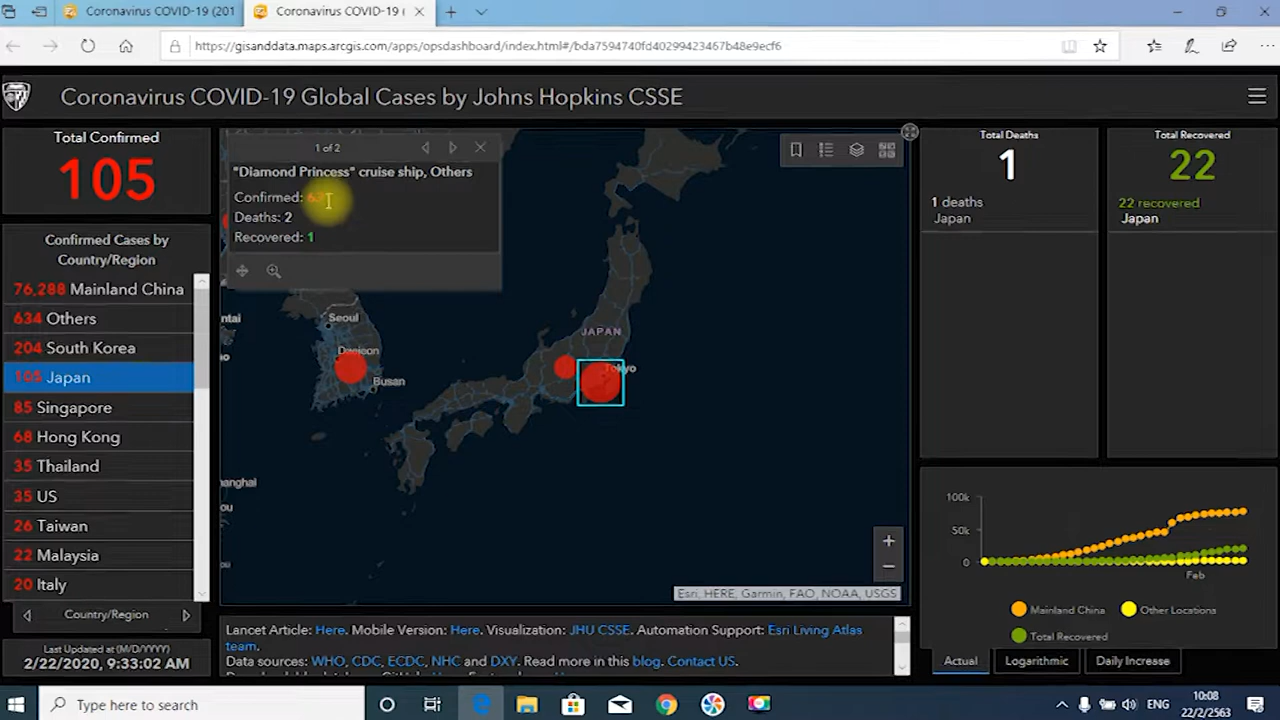 Coronavirus COVID-19 (201
Coronavirus COVID-19 (
https://gisanddata.maps.arcgis.com/apps/opsdashboard/index.html#/bda7594740fd40299423467b48e9ecf6
Coronavirus COVID-19 Global Cases by Johns Hopkins CSSE
Total Confirmed
105
Confirmed Cases by
Country/Region
76,288 Mainland China
634 Others
204 South Korea
105 Japan
85 Singapore
68 Hong Kong
35 Thailand
35 US
26 Taiwan
22 Malaysia
20 Italy
Country/Region
Last Updated at (M/D/YYYY)
2/22/2020, 9:33:02 AM
1 of 2
"Diamond Princess" cruise ship, Others
Confirmed:
Deaths: 2
Recovered: 1
Seoul
ntai
Daejeon
Busan
JAPAN
Tokyo
anghai
ou
Esri, HERE, Garmin, FAO, NOAA, USGS
Lancet Article: Here. Mobile Version: Here. Visualization: JHU CSSE. Automation Support: Esri Living Atlas
team.
Data sources: WHO, CDC, ECDC, NHC and DXY. Read more in this blog. Contact US.
Total Deaths
1
1 deaths
Japan
Total Recovered
22
22 recovered
Japan
100k
50k
0
Feb
Mainland China
Other Locations
Total Recovered
Actual
Logarithmic
Daily Increase
Type here to search
ENG
10:08
22/2/2563